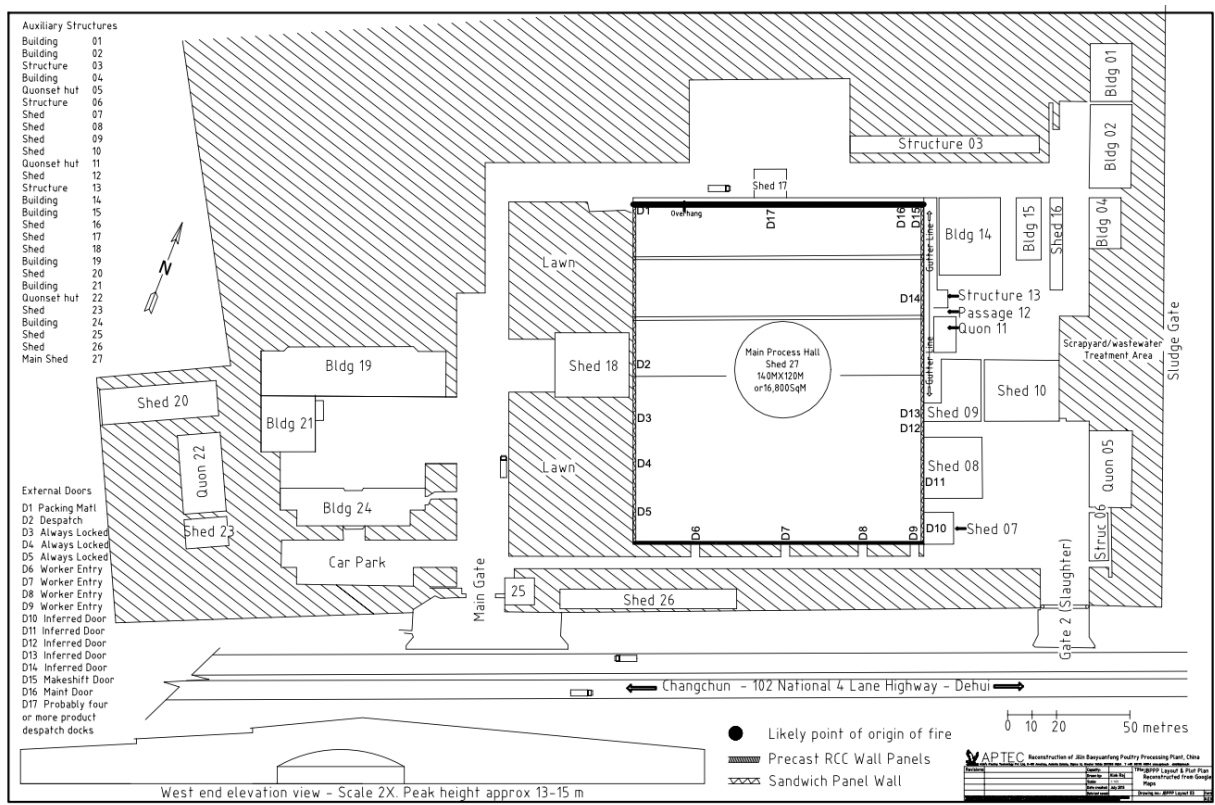 Auxiliary Structures
Building 01
Building 02
Structure 03
Building 04
Quonset hut 05
Structure 06
Shed 07
Shed 08
Shed 09
Shed 10
Quonset hut 11
Shed 12
Structure 13
Building 14
Building 15
Shed 16
Shed 17
Shed 18
Building 19
Shed 20
Building 21
Quonset hut 22
Shed 23
Building 24
Shed 25
Shed 26
Main Shed 27
N
External Doors
D1 Packing Matl
D2 Despatch
D3 Always Locked
D4 Always Locked
D5 Always Locked
D6 Worker Entry
D7 Worker Entry
D8 Worker Entry
D9 Worker Entry
D10 Inferred Door
D11 Inferred Door
D12 Inferred Door
D13 Inferred Door
D14 Inferred Door
D15 Makeshift Door
D16 Maint Door
D17 Probably four
or more product
despatch docks
Bldg 01
Bldg 02
Structure 03
Shed 17
D1
Overhang
D17
D16
D15
Gutter Line
Bldg 14
Bldg 15
Shed 16
Bldg 04
Lawn
D14
Structure 13
Passage 12
Quon 11
Scrapyard/wastewater
Treatment Area
Sludge Gate
Main Process Hall
Shed 27
140MX120M
or16,800SqM
Gutter Line
Bldg 19
Shed 18
D2
Shed 20
Bldg 21
D3
D13
D12
Shed 09
Shed 10
Quon 22
Lawn
D4
Shed 08
D11
Quon 05
Bldg 24
D5
Shed 23
D6
D7
D8
D9
D10
Shed 07
Struc 06
Car Park
Main Gate
25
Shed 26
Gate 2 (Slaughter)
Changchun - 102 National 4 Lane Highway - Dehui
0 10 20 50 metres
Likely point of origin of fire
Precast RCC Wall Panels
Sandwich Panel Wall
West end elevation view - Scale 2X. Peak height approx 13-15 m
APTEC Reconstruction of Jilin Baoyuanfeng Poultry Processing Plant, China
JBPPP Layout & Plot Plan
Reconstructed from Google
Maps
Drawing no: JBPPP Layout 03